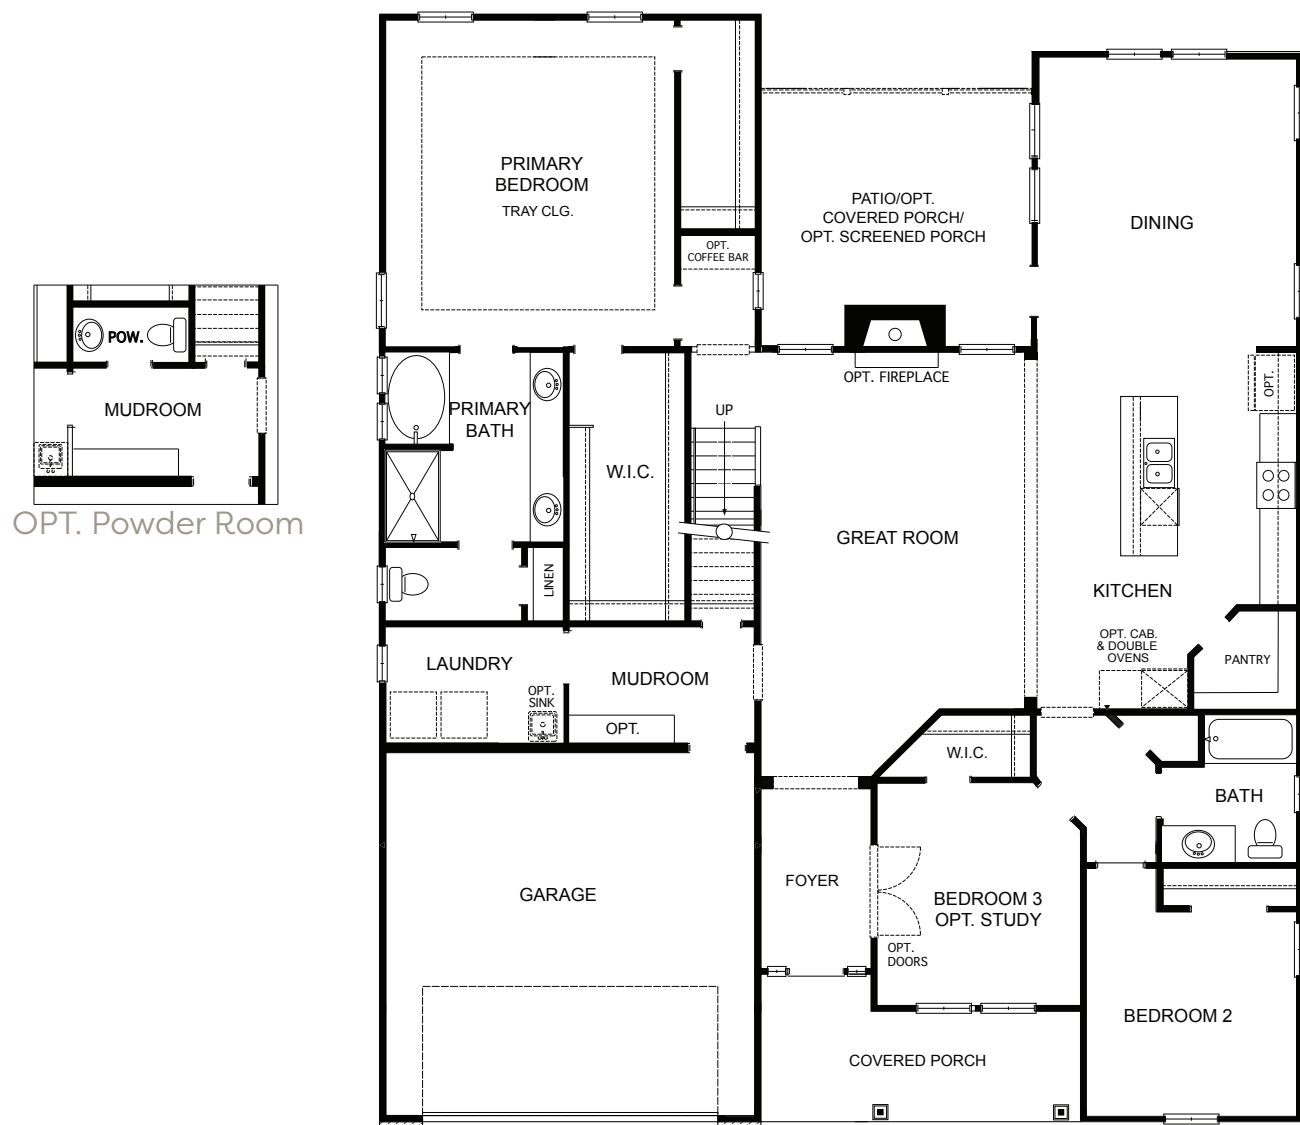 PRIMARY
BEDROOM
TRAY CLG.
OPT.
COFFEE BAR
PATIO/OPT.
COVERED PORCH/
OPT. SCREENED PORCH
DINING
POW.
MUDROOM
OPT. Powder Room
OPT. FIREPLACE
OPT.
PRIMARY
BATH
W.I.C.
UP
GREAT ROOM
KITCHEN
LINEN
OPT. CAB.
& DOUBLE
OVENS
PANTRY
LAUNDRY
OPT.
SINK
MUDROOM
OPT.
W.I.C.
BATH
GARAGE
FOYER
BEDROOM 3
OPT. STUDY
OPT.
DOORS
BEDROOM 2
COVERED PORCH